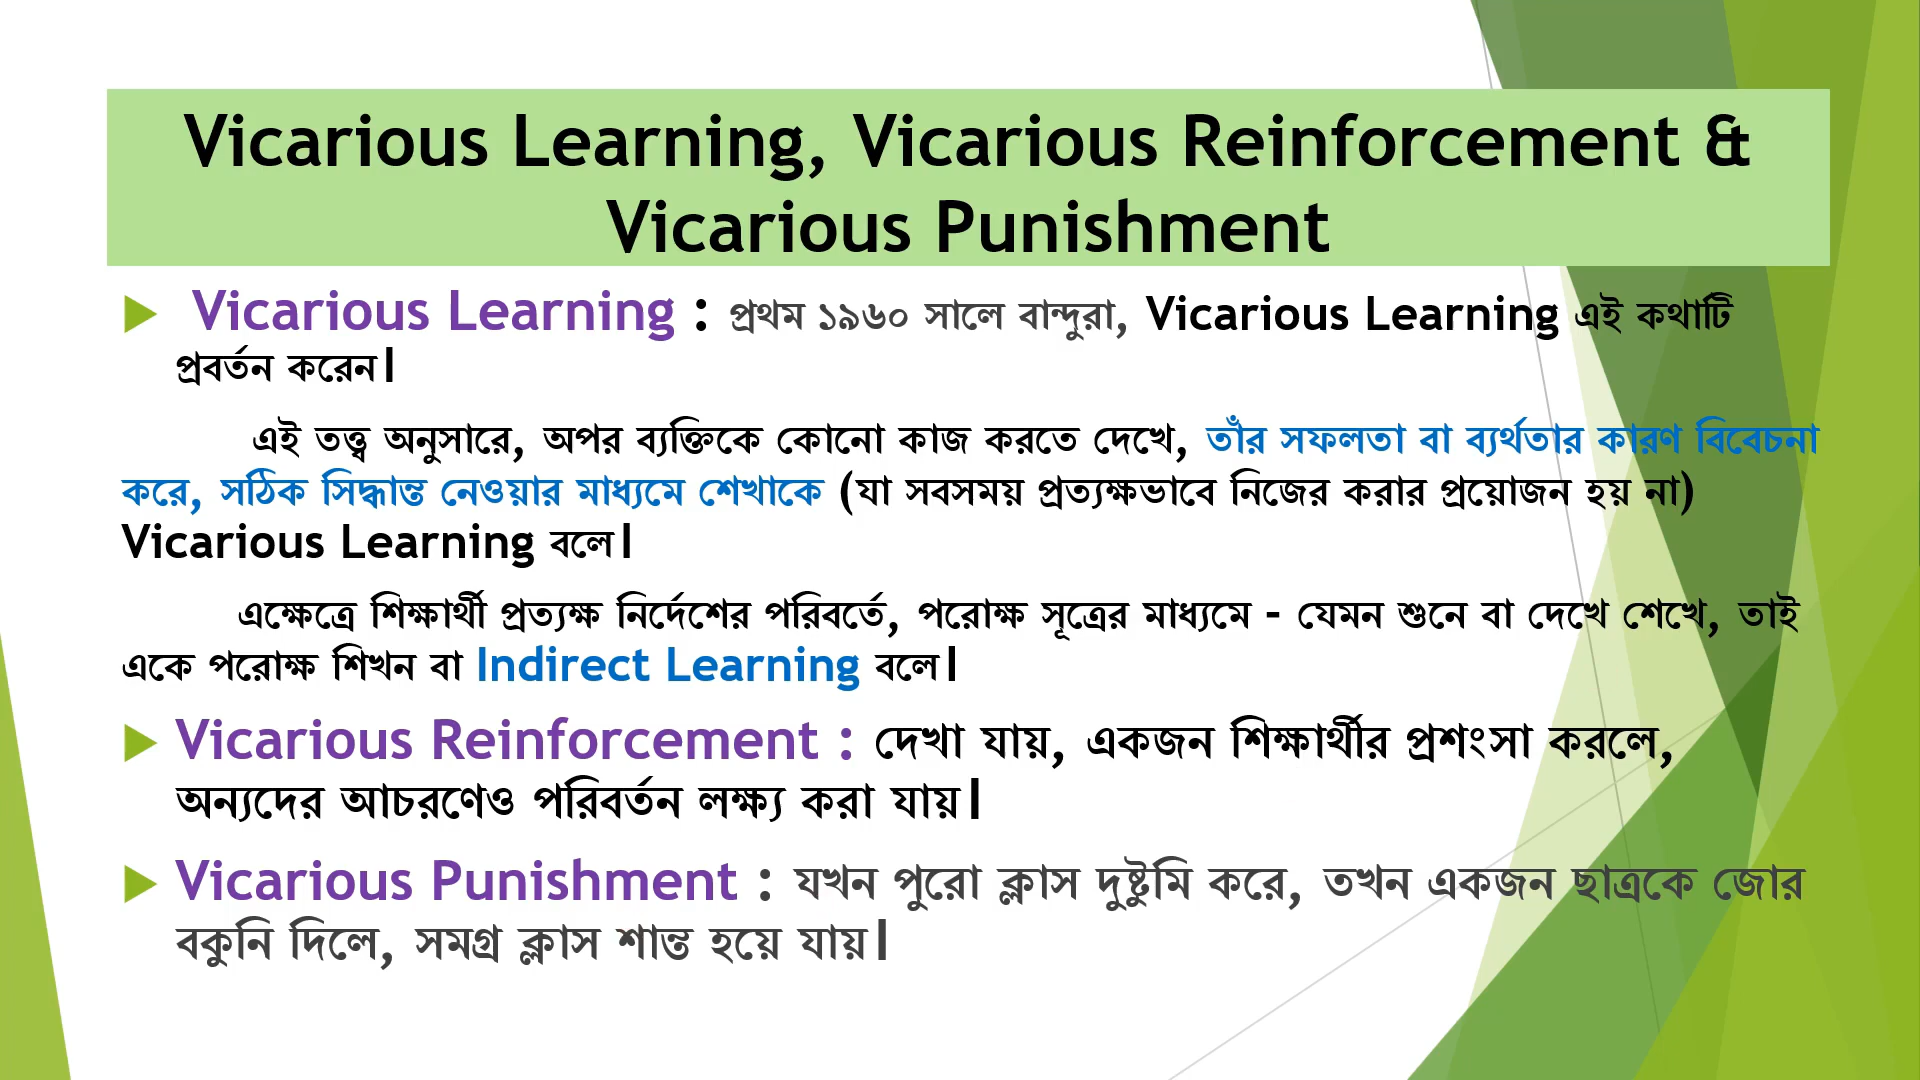 Vicarious Learning, Vicarious Reinforcement &
Vicarious Punishment
Vicarious Learning : প্রথম ১৯৬০ সালে বান্দুরা, Vicarious Learning এই কথাটি
প্রবর্তন করেন।
এই তত্ত্ব অনুসারে, অপর ব্যক্তিকে কোনো কাজ করতে দেখে, তাঁর সফলতা বা ব্যর্থতার কারণ বিবেচনা
করে, সঠিক সিদ্ধান্ত নেওয়ার মাধ্যমে শেখাকে (যা সবসময় প্রত্যক্ষভাবে নিজের করার প্রয়োজন হয় না)
Vicarious Learning বলে।
এক্ষেত্রে শিক্ষার্থী প্রত্যক্ষ নির্দেশের পরিবর্তে, পরোক্ষ সূত্রের মাধ্যমে - যেমন শুনে বা দেখে শেখে, তাই
একে পরোক্ষ শিখন বা Indirect Learning বলে।
Vicarious Reinforcement : দেখা যায়, একজন শিক্ষার্থীর প্রশংসা করলে,
অন্যদের আচরণেও পরিবর্তন লক্ষ্য করা যায়।
Vicarious Punishment : যখন পুরো ক্লাস দুষ্টুমি করে, তখন একজন ছাত্রকে জোর
বকুনি দিলে, সমগ্র ক্লাস শান্ত হয়ে যায়।